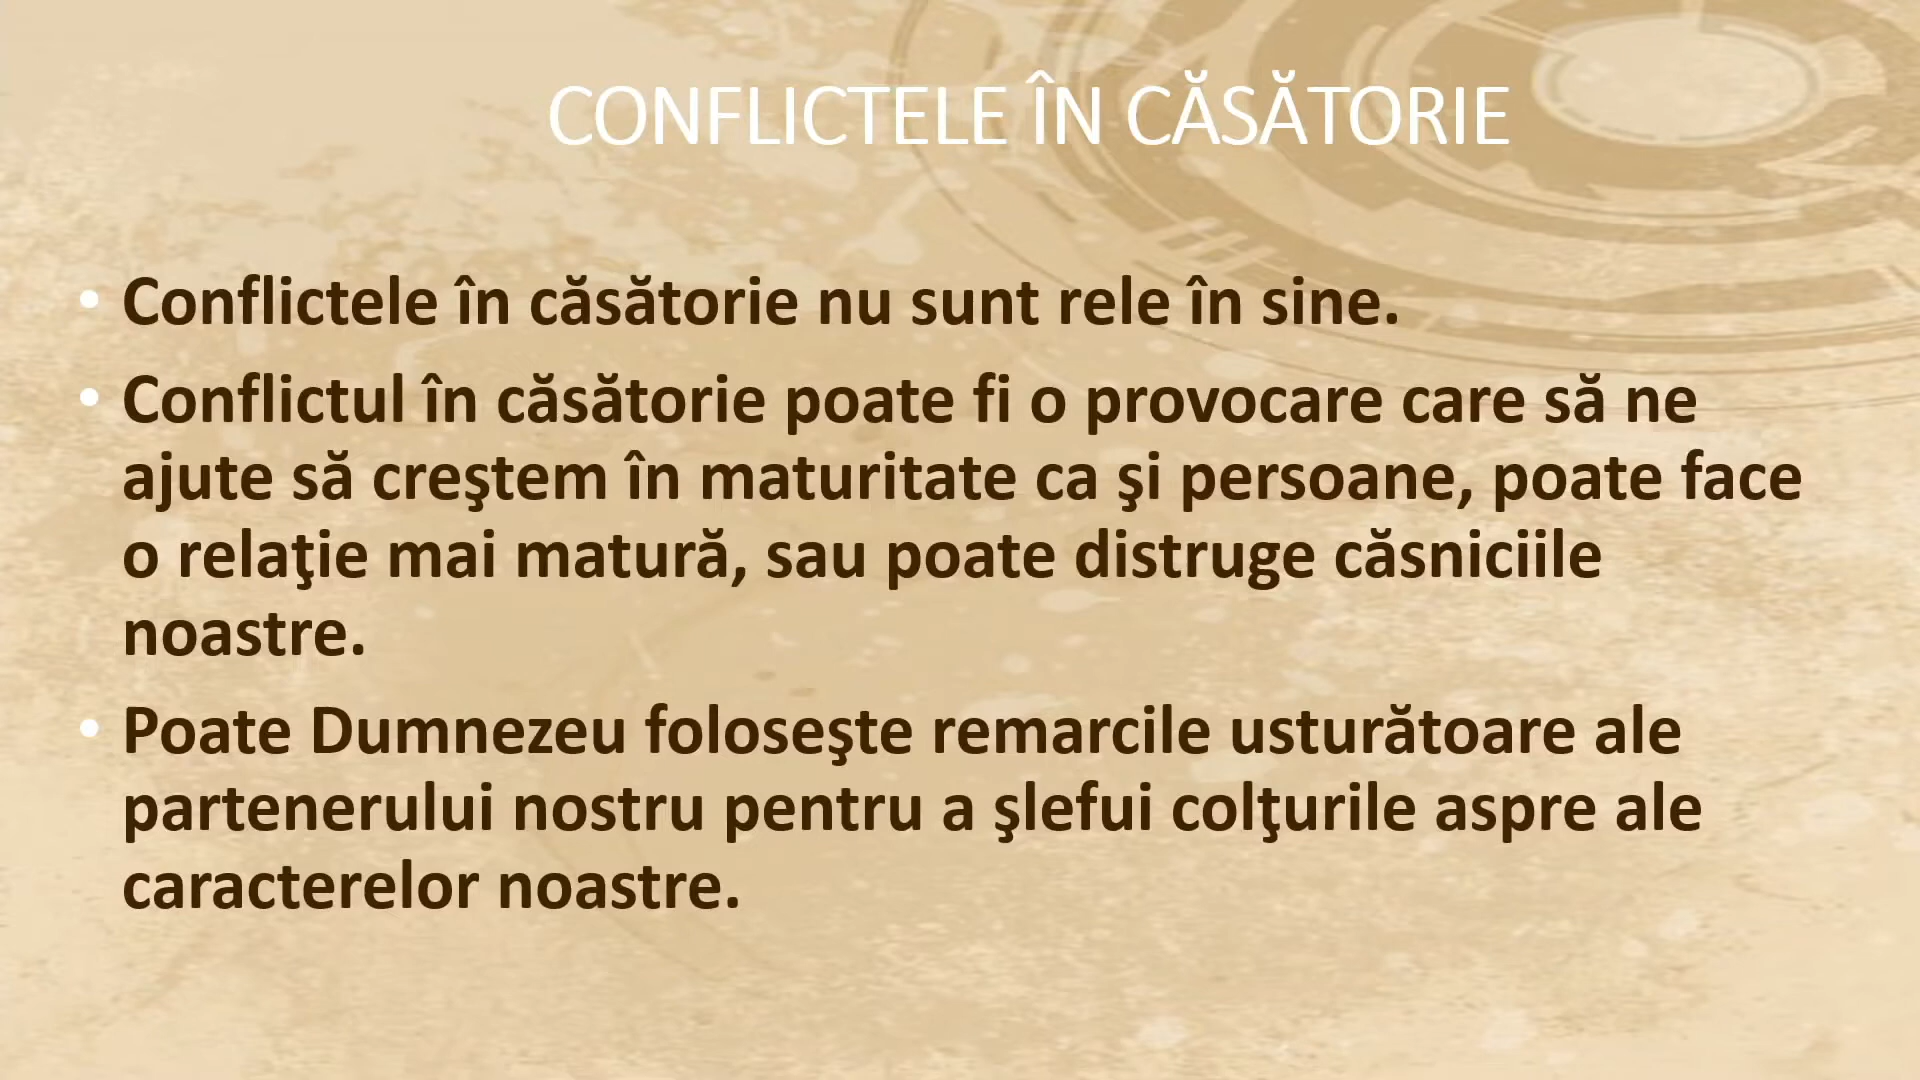 CONFLICTELE ÎN CĂSĂTORIE
• Conflictele în căsătorie nu sunt rele în sine.
• Conflictul în căsătorie poate fi o provocare care să ne
ajute să creştem în maturitate ca şi persoane, poate face
o relaţie mai matură, sau poate distruge căsniciile
noastre.
• Poate Dumnezeu foloseşte remarcile usturătoare ale
partenerului nostru pentru a şlefui colţurile aspre ale
caracterelor noastre.